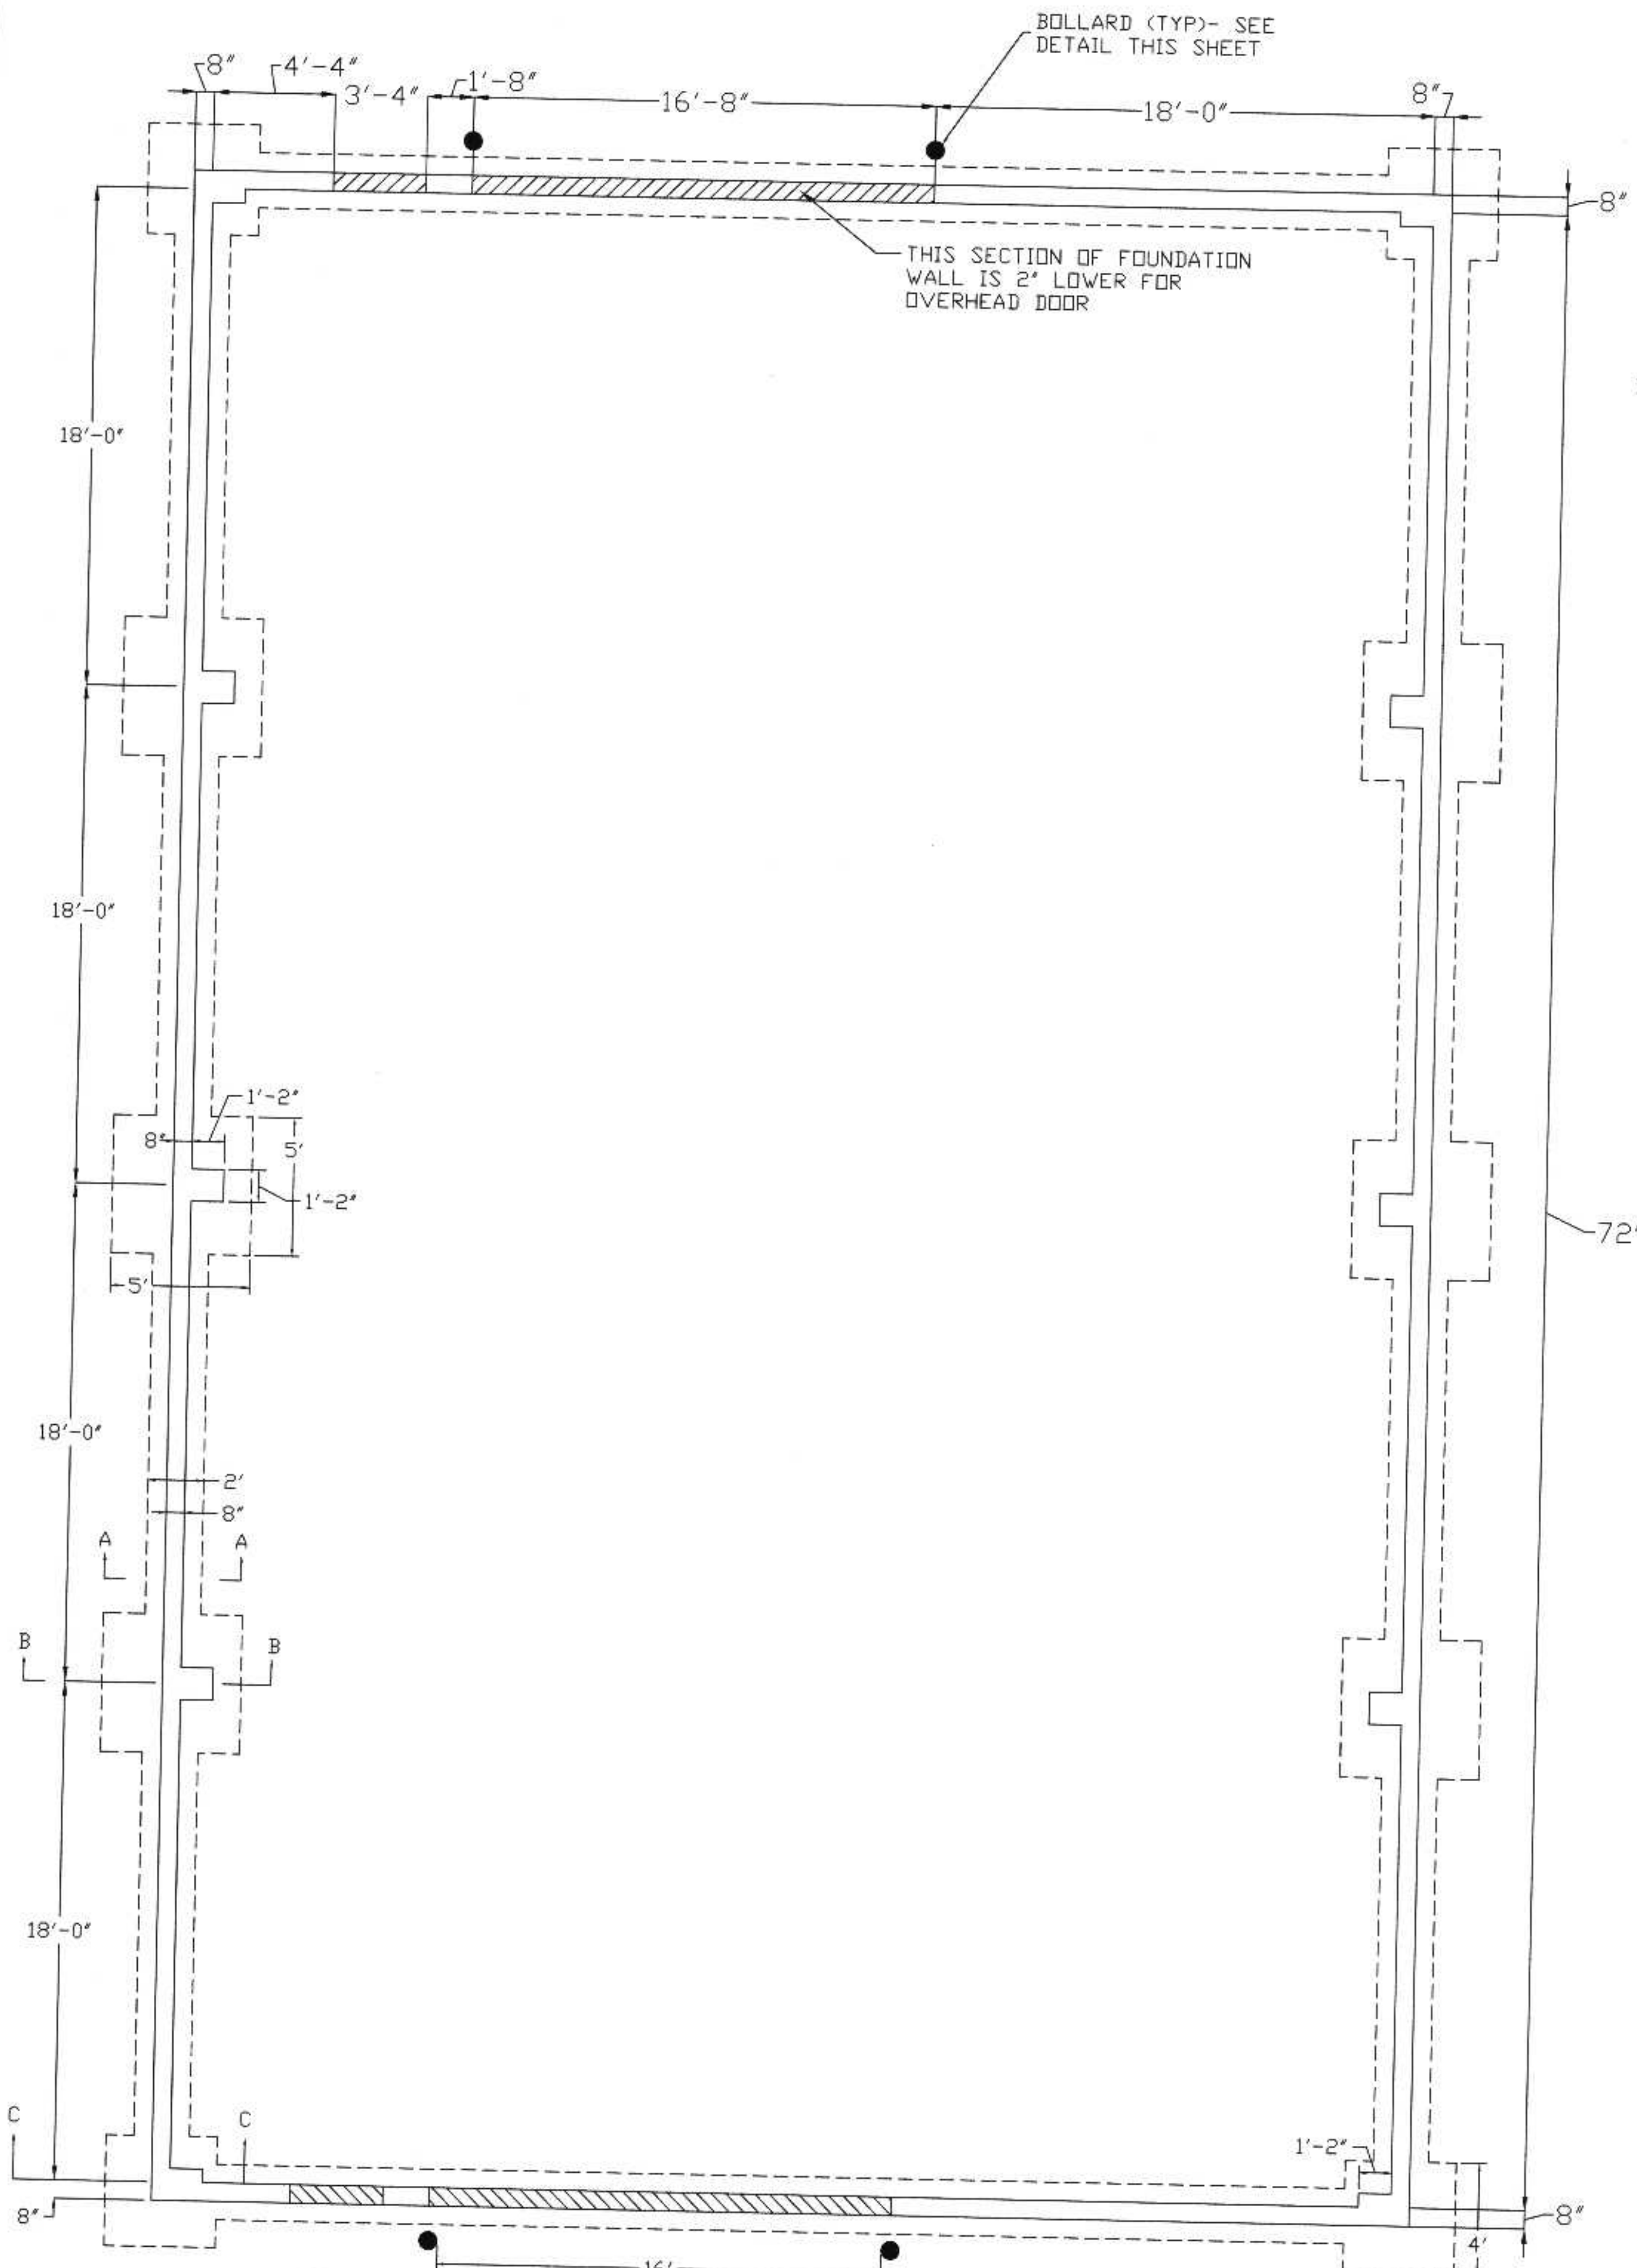 BOLLARD (TYP)- SEE
DETAIL THIS SHEET
8"
4'-4"
3'-4"
1'-8"
16'-8"
18'-0"
8"
8"
THIS SECTION OF FOUNDATION
WALL IS 2" LOWER FOR
OVERHEAD DOOR
18'-0"
18'-0"
1'-2"
8"
5'
1'-2"
72'
5'
18'-0"
2'
8"
A
A
B
B
18'-0"
C
C
1'-2"
8"
8"
4'
16'